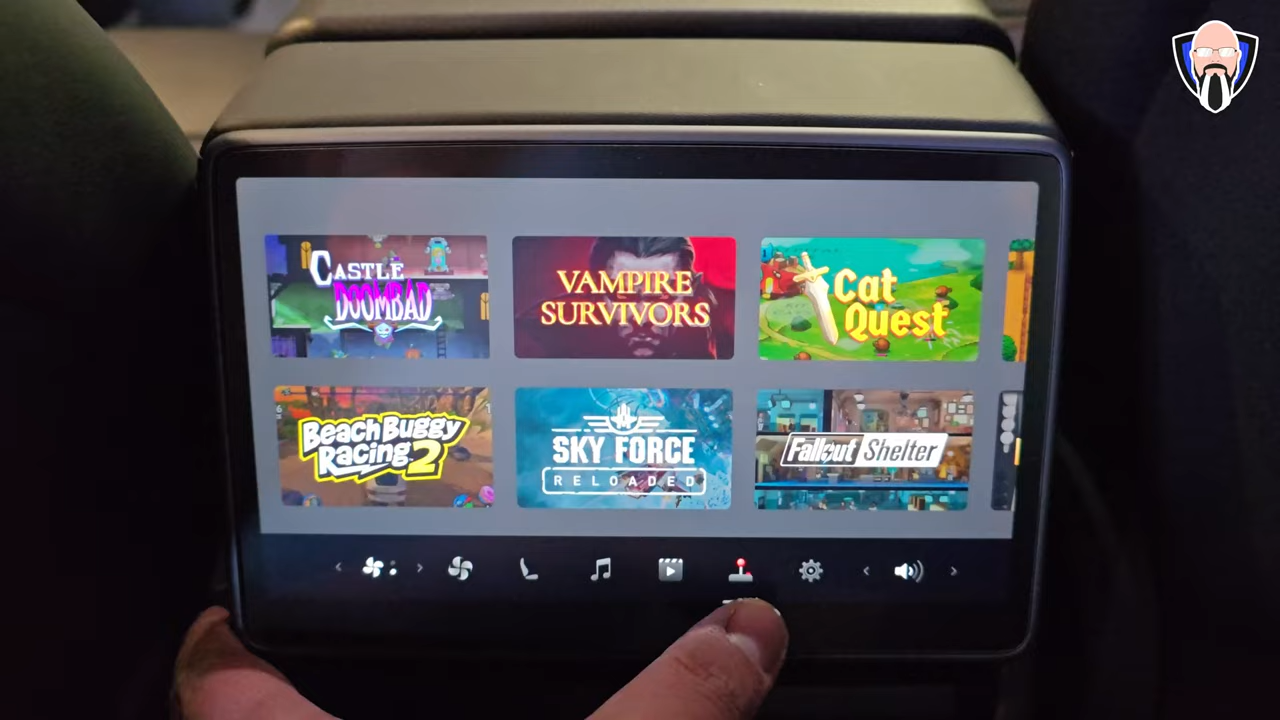 CASTLE
DOOMBAD
VAMPIRE
SURVIVORS
Cat
Quest
Beach Buggy
Racing 2
SKY FORCE
RELOADED
Fallout Shelter